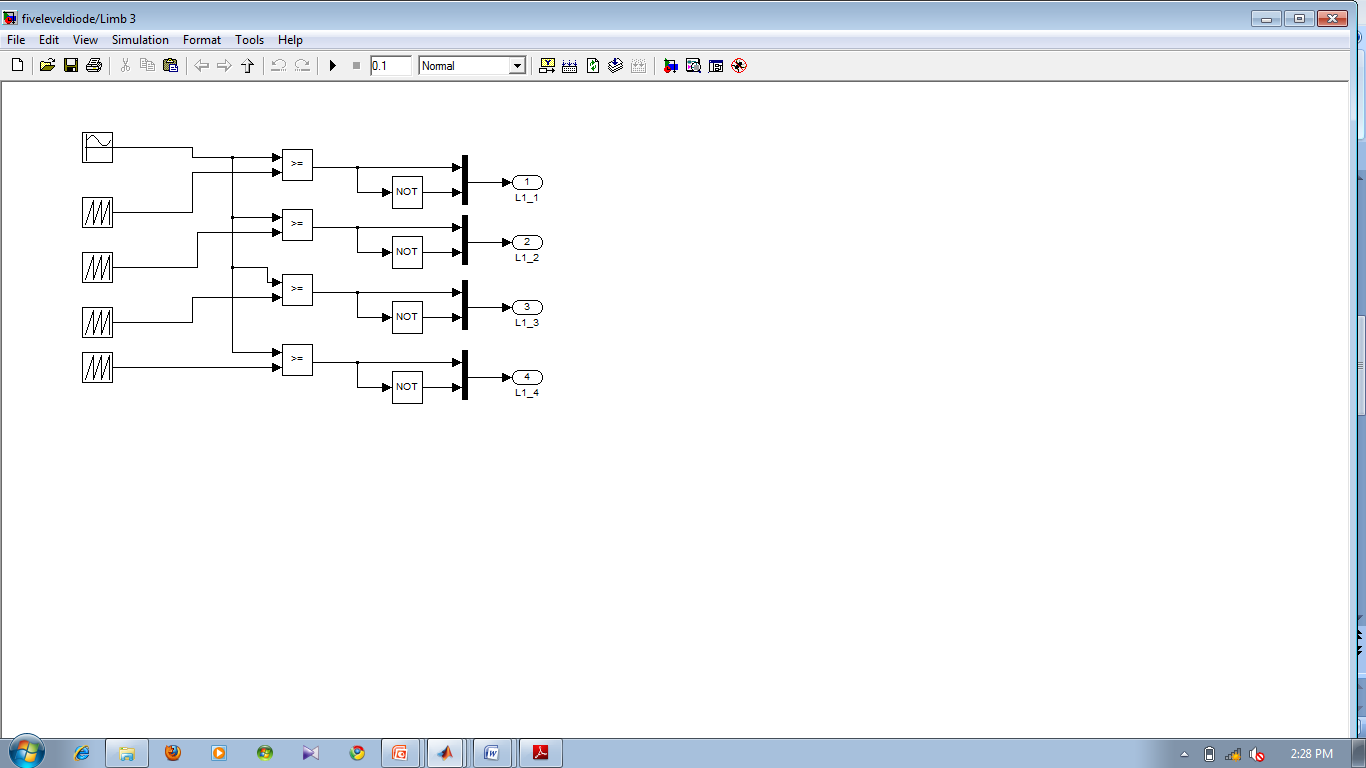 fiveleveldiode/Limb 3
File Edit View Simulation Format Tools Help
0.1 Normal
>=
NOT
1
L1_1
>=
NOT
2
L1_2
>=
NOT
3
L1_3
>=
NOT
4
L1_4
2:28 PM